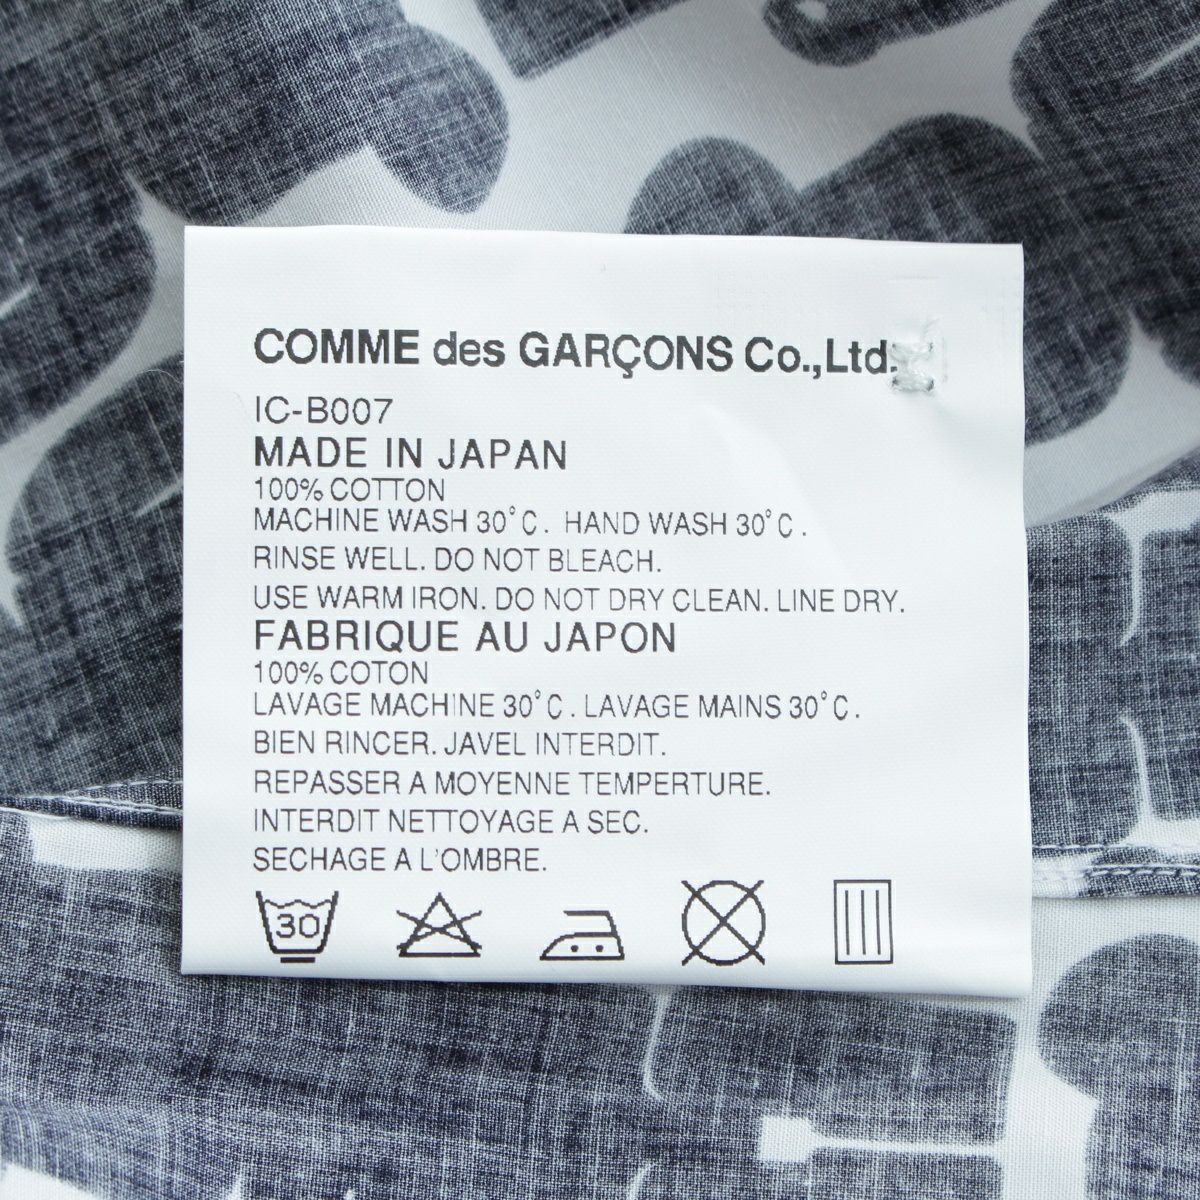 COMME des GARÇONS Co.,Ltd.
IC-B007
MADE IN JAPAN
100% COTTON
MACHINE WASH 30°C. HAND WASH 30°C.
RINSE WELL. DO NOT BLEACH.
USE WARM IRON. DO NOT DRY CLEAN. LINE DRY.
FABRIQUE AU JAPON
100% COTON
LAVAGE MACHINE 30°C. LAVAGE MAINS 30°C.
BIEN RINCER. JAVEL INTERDIT.
REPASSER A MOYENNE TEMPERTURE.
INTERDIT NETTOYAGE A SEC.
SECHAGE A L'OMBRE.
30